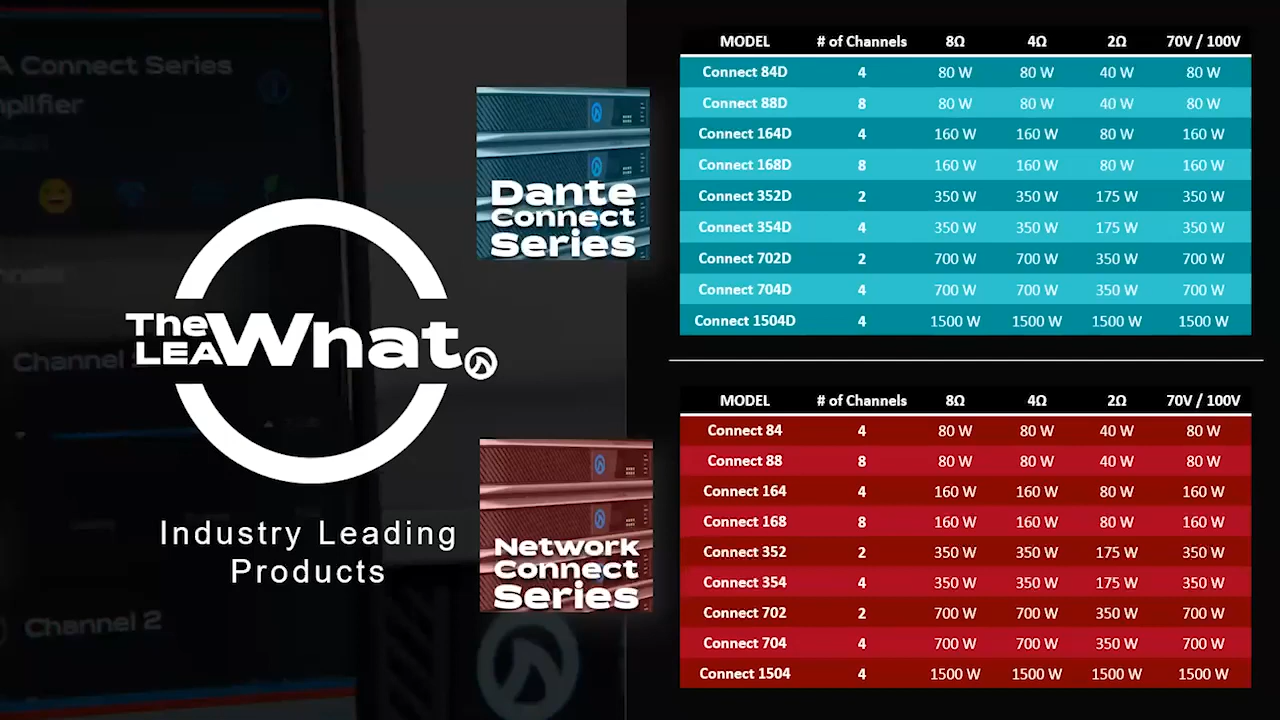 A Connect Series
The
LEA
What
Industry Leading
Products
Channel
Channel 2
Dante
Connect
Series
MODEL # of Channels 8Ω 4Ω 2Ω 70V / 100V
Connect 84D 4 80 W 80 W 40 W 80 W
Connect 88D 8 80 W 80 W 40 W 80 W
Connect 164D 4 160 W 160 W 80 W 160 W
Connect 168D 8 160 W 160 W 80 W 160 W
Connect 352D 2 350 W 350 W 175 W 350 W
Connect 354D 4 350 W 350 W 175 W 350 W
Connect 702D 2 700 W 700 W 350 W 700 W
Connect 704D 4 700 W 700 W 350 W 700 W
Connect 1504D 4 1500 W 1500 W 1500 W 1500 W
Network
Connect
Series
MODEL # of Channels 8Ω 4Ω 2Ω 70V / 100V
Connect 84 4 80 W 80 W 40 W 80 W
Connect 88 8 80 W 80 W 40 W 80 W
Connect 164 4 160 W 160 W 80 W 160 W
Connect 168 8 160 W 160 W 80 W 160 W
Connect 352 2 350 W 350 W 175 W 350 W
Connect 354 4 350 W 350 W 175 W 350 W
Connect 702 2 700 W 700 W 350 W 700 W
Connect 704 4 700 W 700 W 350 W 700 W
Connect 1504 4 1500 W 1500 W 1500 W 1500 W